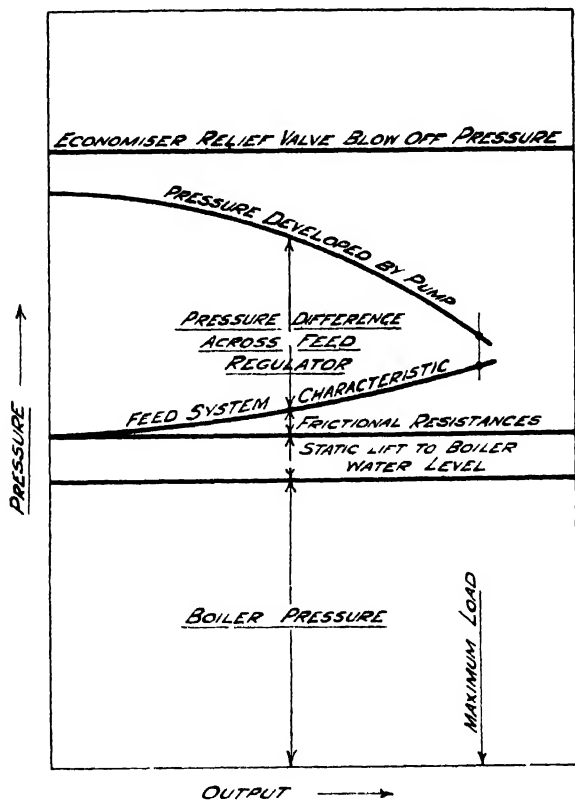 ECONOMISER RELIEF VALVE BLOW OFF PRESSURE
PRESSURE DEVELOPED BY PUMP
PRESSURE DIFFERENCE
ACROSS FEED
REGULATOR
FEED SYSTEM CHARACTERISTIC
FRICTIONAL RESISTANCES
STATIC LIFT TO BOILER
WATER LEVEL
PRESSURE
BOILER PRESSURE
MAXIMUM LOAD
OUTPUT